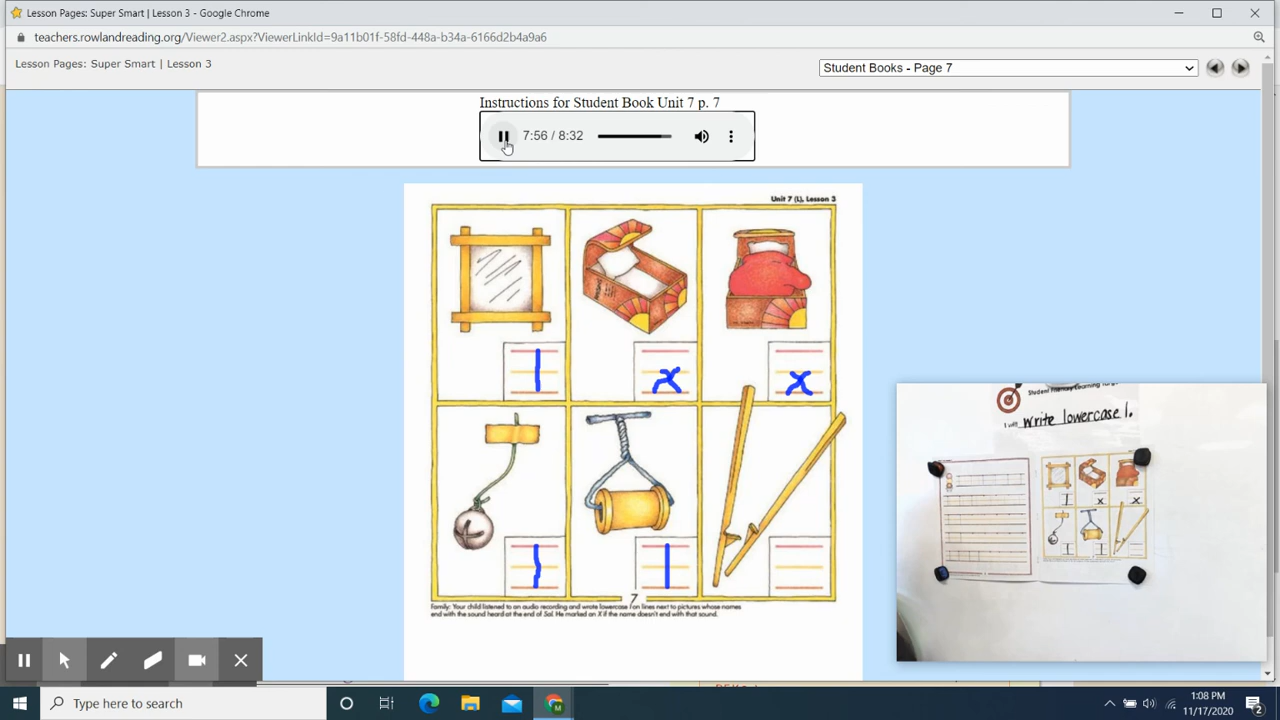 Lesson Pages: Super Smart | Lesson 3 - Google Chrome
teachers.rowlandreading.org/Viewer2.aspx?ViewerLinkId=9a11b01f-58fd-448a-b34a-6166d2b4a9a6
Lesson Pages: Super Smart | Lesson 3
Student Books - Page 7
Instructions for Student Book Unit 7 p. 7
7:56 / 8:32
Unit 7 (L), Lesson 3
l x x
l l
7
Family: Your child listened to an audio recording and wrote lowercase l on lines next to pictures whose names
end with the sound heard at the end of Sal. He marked an X if the name doesn't end with that sound.
I will write lowercase l.
l x x
l l
Type here to search
1:08 PM
11/17/2020
2